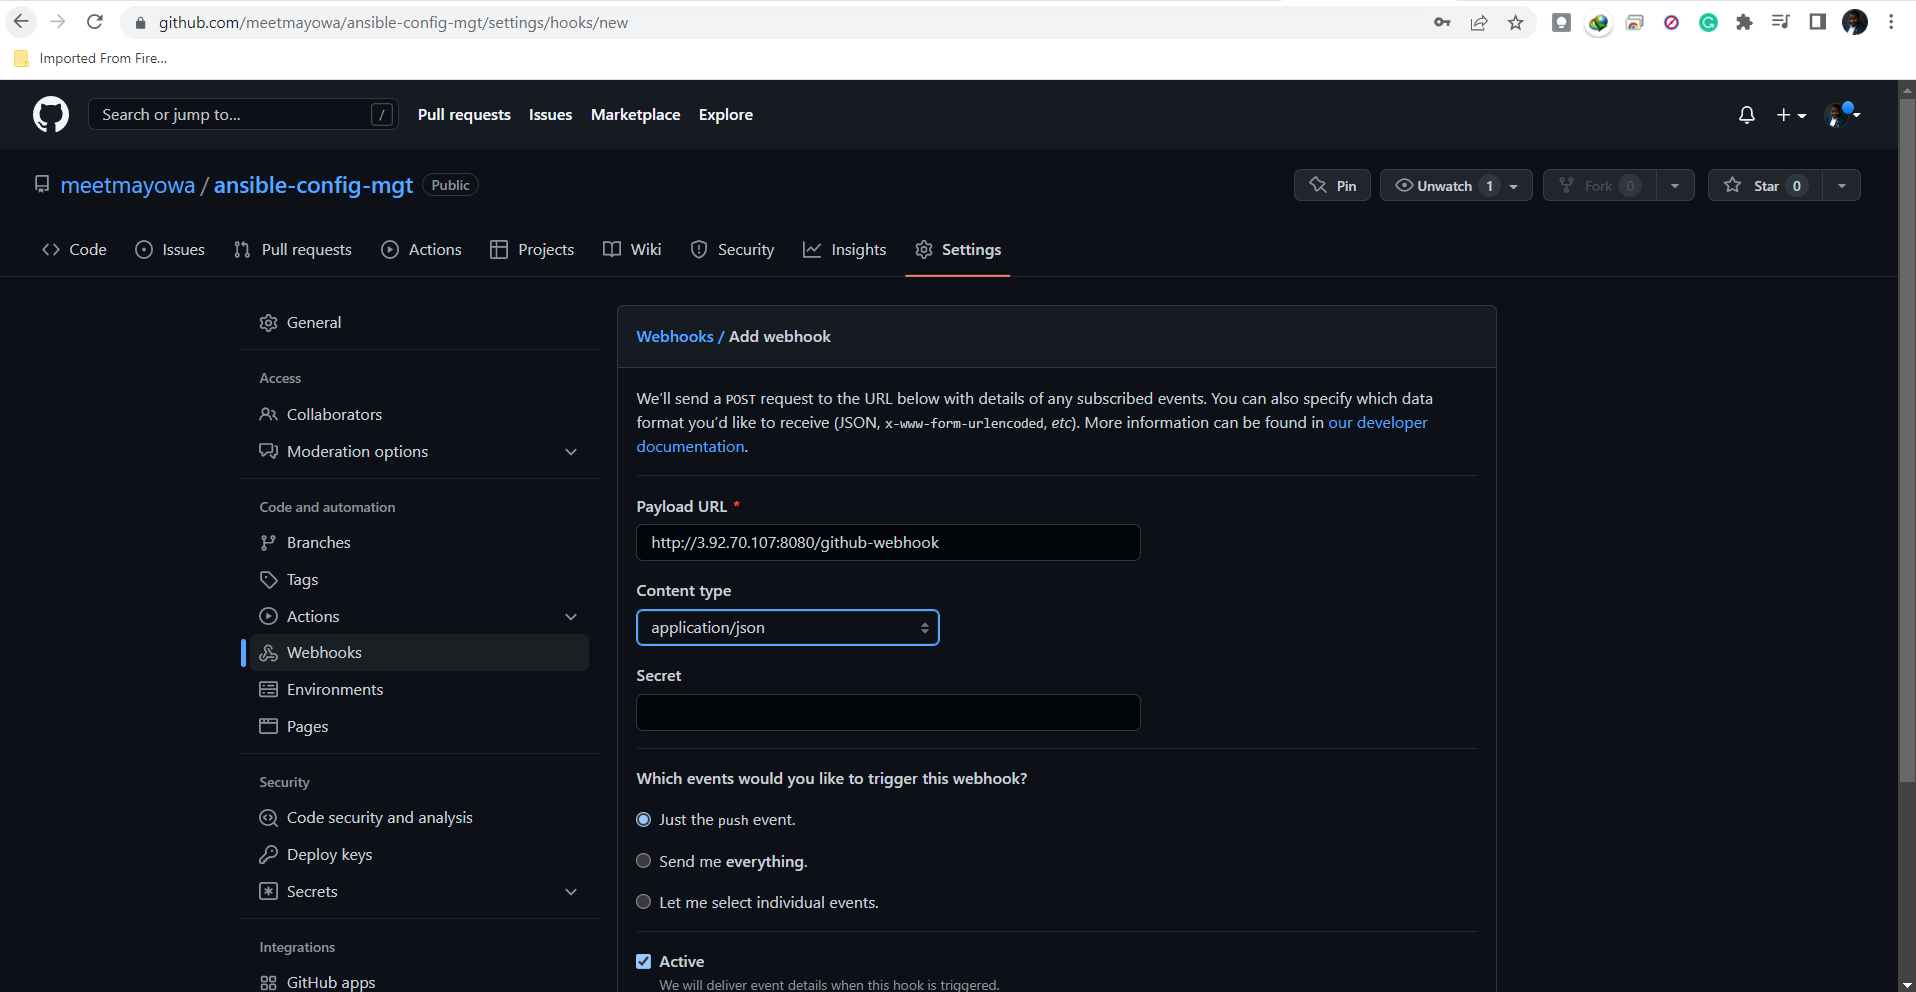 github.com/meetmayowa/ansible-config-mgt/settings/hooks/new
Imported From Fire...
Search or jump to... /
Pull requests Issues Marketplace Explore
meetmayowa / ansible-config-mgt Public
Pin Unwatch 1 Fork 0 Star 0
Code Issues Pull requests Actions Projects Wiki Security Insights Settings
General
Access
Collaborators
Moderation options
Code and automation
Branches
Tags
Actions
Webhooks
Environments
Pages
Security
Code security and analysis
Deploy keys
Secrets
Integrations
GitHub apps
Webhooks / Add webhook
We'll send a POST request to the URL below with details of any subscribed events. You can also specify which data
format you'd like to receive (JSON, x-www-form-urlencoded, etc). More information can be found in our developer
documentation.
Payload URL *
http://3.92.70.107:8080/github-webhook
Content type
application/json
Secret
Which events would you like to trigger this webhook?
Just the push event.
Send me everything.
Let me select individual events.
Active
We will deliver event details when this hook is triggered.